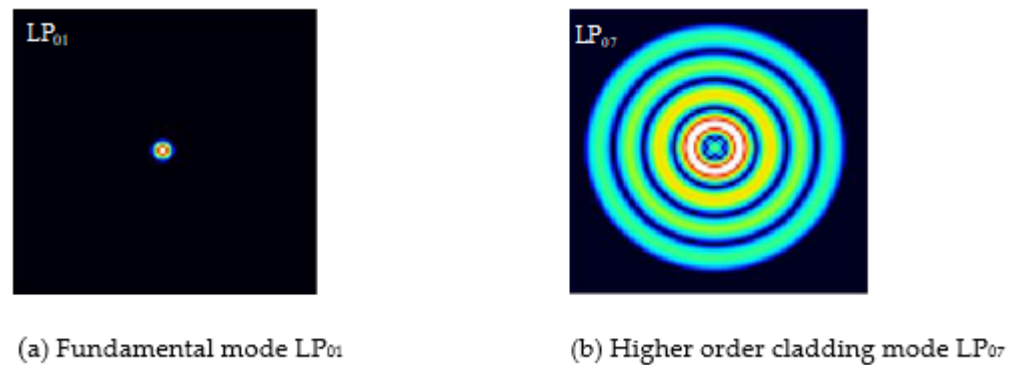 LP₀₁
LP₀₇
(a) Fundamental mode LP₀₁
(b) Higher order cladding mode LP₀₇